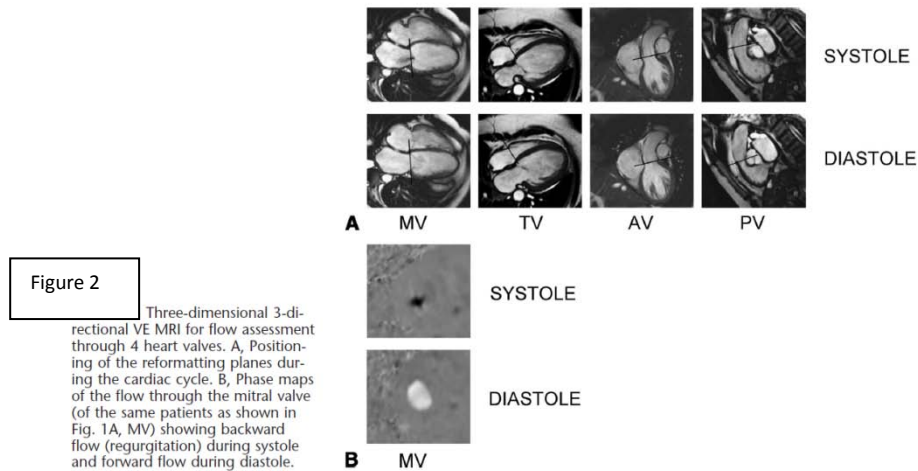 SYSTOLE
DIASTOLE
A MV TV AV PV
Figure 2
Three-dimensional 3-di-
rectional VE MRI for flow assessment
through 4 heart valves. A, Position-
ing of the reformatting planes dur-
ing the cardiac cycle. B, Phase maps
of the flow through the mitral valve
(of the same patients as shown in
Fig. 1A, MV) showing backward
flow (regurgitation) during systole
and forward flow during diastole.
SYSTOLE
DIASTOLE
B MV